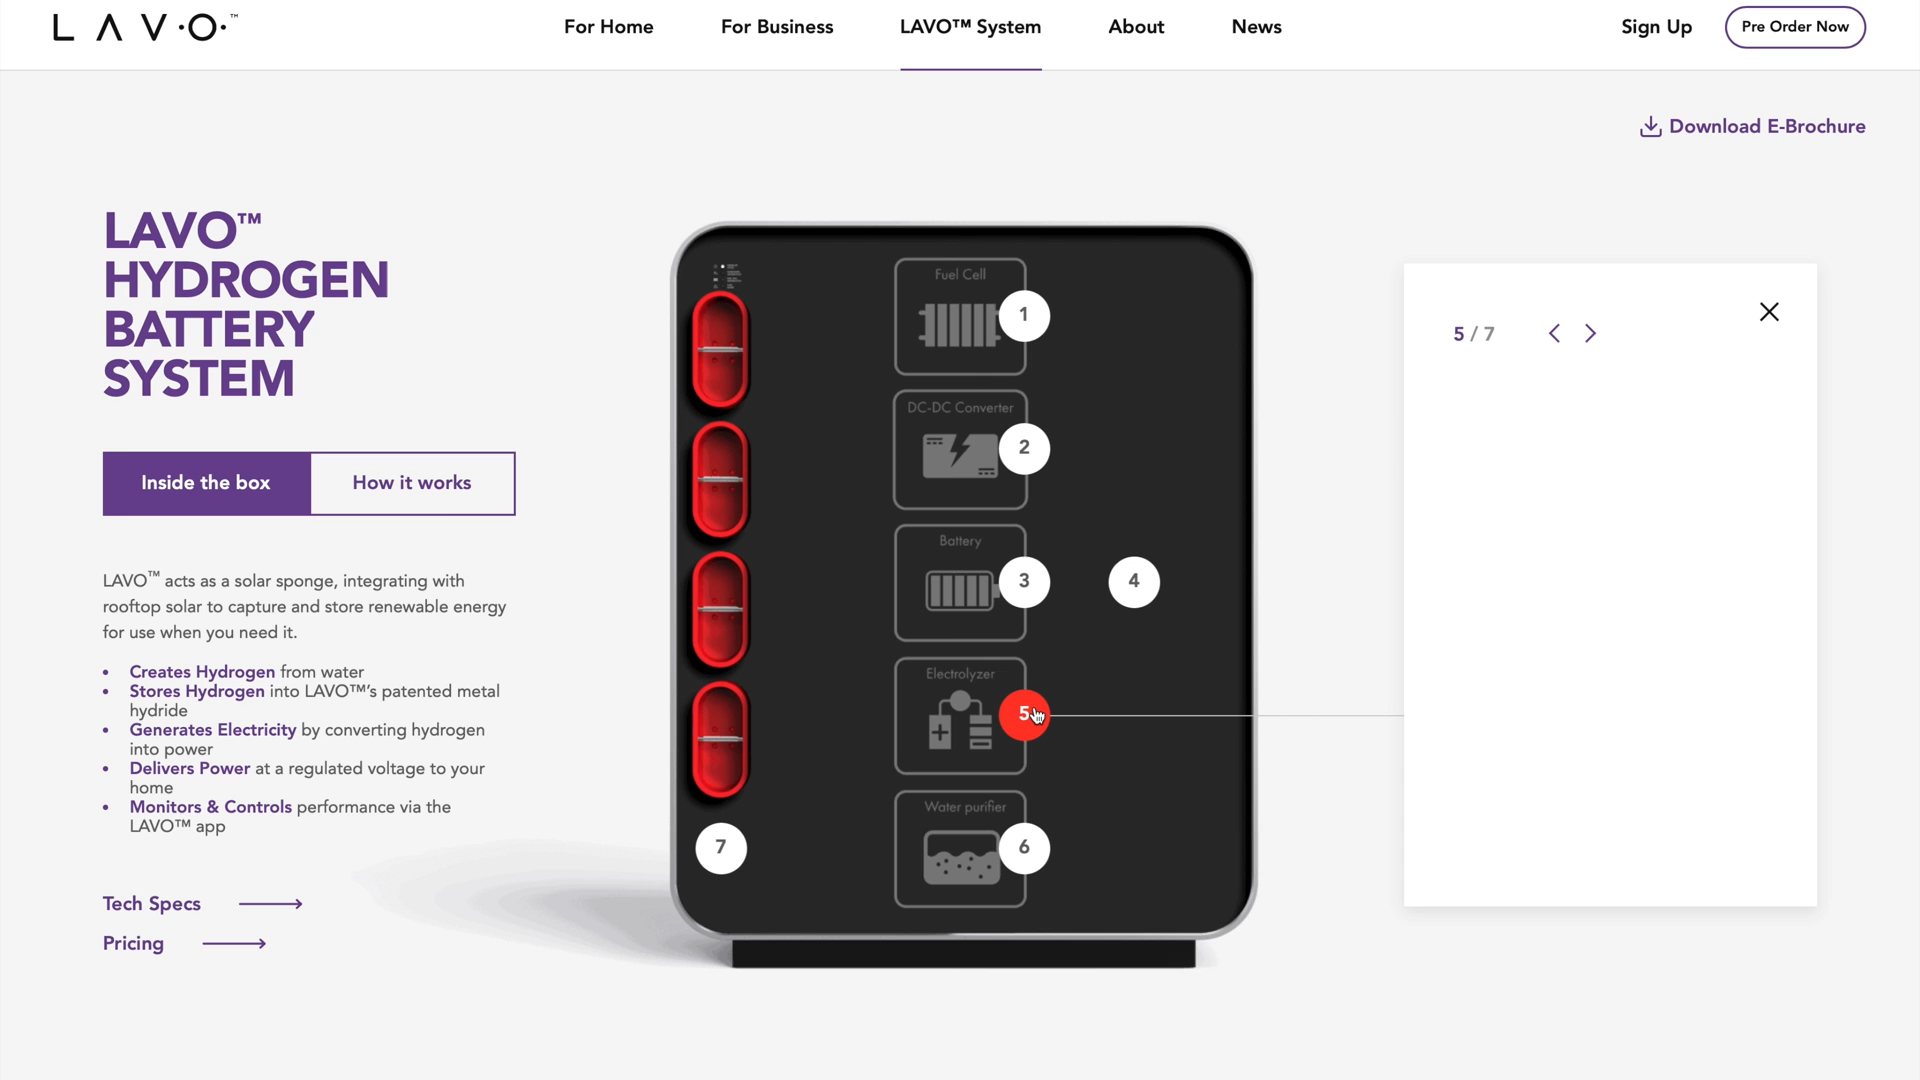 LAVO™
For Home
For Business
LAVO™ System
About
News
Sign Up
Pre Order Now
Download E-Brochure
LAVO™
HYDROGEN
BATTERY
SYSTEM
Inside the box
How it works
LAVO™ acts as a solar sponge, integrating with
rooftop solar to capture and store renewable energy
for use when you need it.
• Creates Hydrogen from water
• Stores Hydrogen into LAVO™'s patented metal
hydride
• Generates Electricity by converting hydrogen
into power
• Delivers Power at a regulated voltage to your
home
• Monitors & Controls performance via the
LAVO™ app
Tech Specs
Pricing
Fuel Cell
1
DC-DC Converter
2
Battery
3
4
Electrolyzer
5
Water purifier
6
7
5 / 7